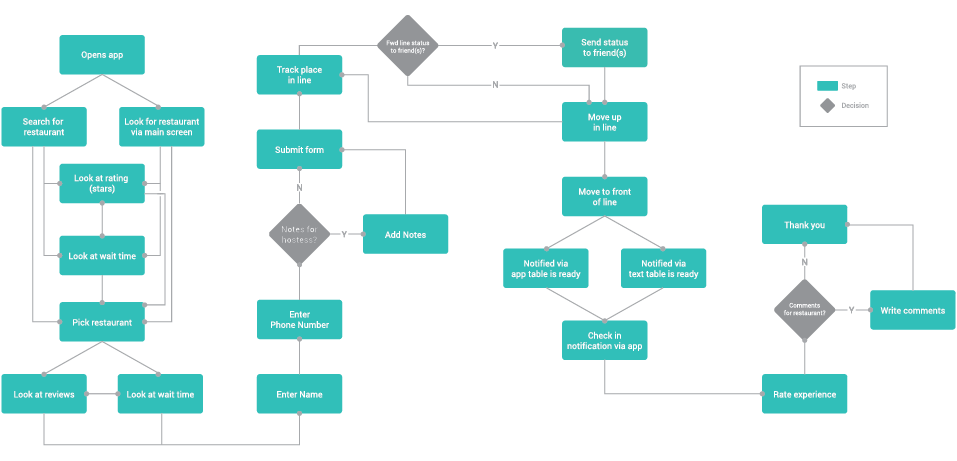 Opens app
Search for
restaurant
Look for restaurant
via main screen
Look at rating
(stars)
Look at wait time
Pick restaurant
Look at reviews
Look at wait time
Fwd line status
to friend(s)?
Y
N
Send status
to friend(s)
Track place
in line
Move up
in line
Submit form
N
Notes for
hostess?
Y
Add Notes
Enter
Phone Number
Enter Name
Move to front
of line
Notified via
app table is ready
Notified via
text table is ready
Check in
notification via app
Step
Decision
Thank you
N
Comments
for restaurant?
Y
Write comments
Rate experience